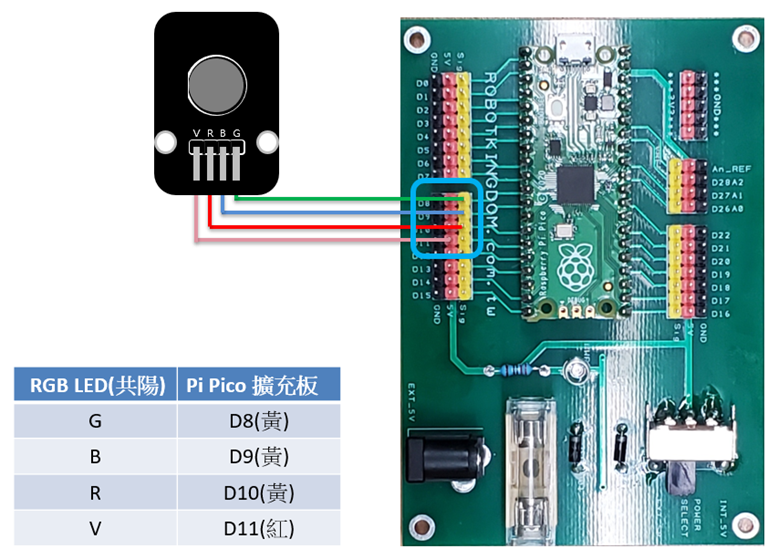 V R B G
GND
5V
Sig
D0
D1
D2
D3
D4
D5
D6
D7
D8
D9
D13
D14
D15
GND
5V
Sig
ROBOTKINGDOM.com.tw
Raspberry Pi Pico © 2020
DEBUG
GND
An_REF
D28A2
D27A1
D26A0
D22
D21
D20
D19
D18
D17
D16
Sig
5V
GND
EXT_5V
POWER
SELECT
INT_5V
RGB LED(共陽) Pi Pico 擴充板
G D8(黃)
B D9(黃)
R D10(黃)
V D11(紅)